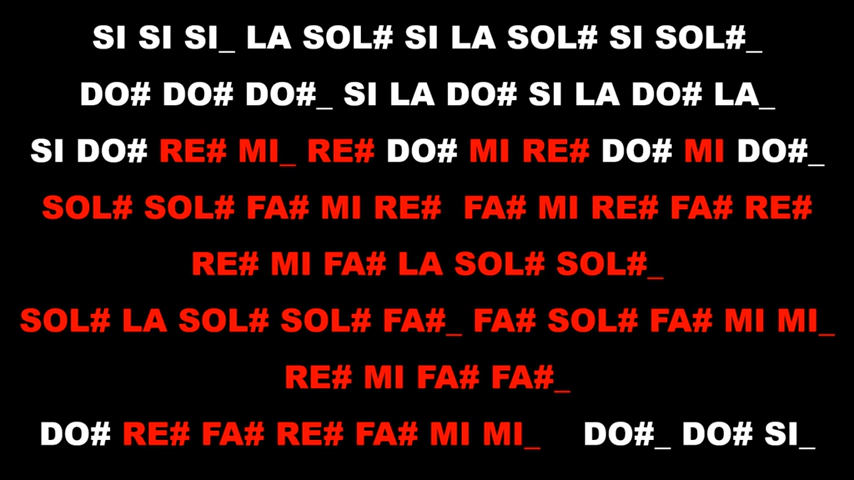 SI SI SI_ LA SOL# SI LA SOL# SI SOL#_
DO# DO# DO#_ SI LA DO# SI LA DO# LA_
SI DO# RE# MI_ RE# DO# MI RE# DO# MI DO#_
SOL# SOL# FA# MI RE# FA# MI RE# FA# RE#
RE# MI FA# LA SOL# SOL#_
SOL# LA SOL# SOL# FA#_ FA# SOL# FA# MI MI_
RE# MI FA# FA#_
DO# RE# FA# RE# FA# MI MI_ DO#_ DO# SI_